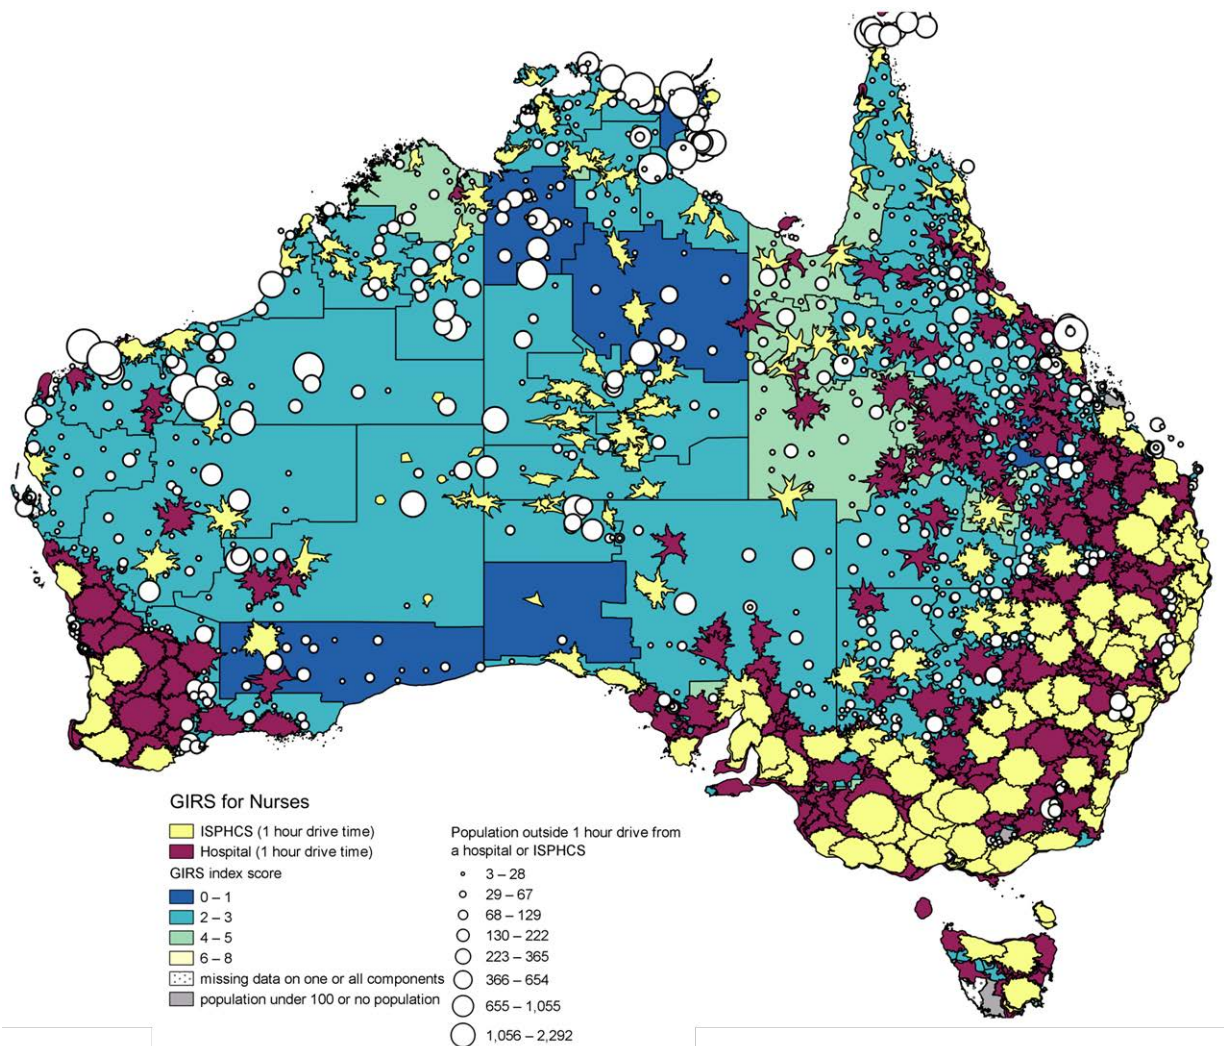 GIRS for Nurses
ISPHCS (1 hour drive time)
Hospital (1 hour drive time)
GIRS index score
0 – 1
2 – 3
4 – 5
6 – 8
missing data on one or all components
population under 100 or no population
Population outside 1 hour drive from
a hospital or ISPHCS
3 – 28
29 – 67
68 – 129
130 – 222
223 – 365
366 – 654
655 – 1,055
1,056 – 2,292